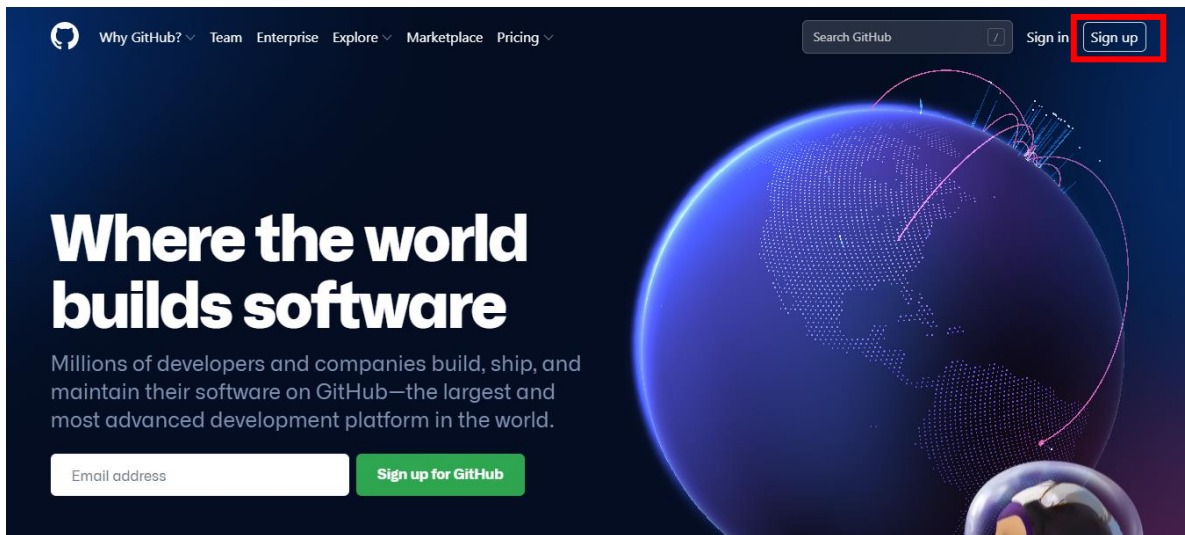 Why GitHub? Team Enterprise Explore Marketplace Pricing Search GitHub / Sign in Sign up
Where the world
builds software
Millions of developers and companies build, ship, and
maintain their software on GitHub—the largest and
most advanced development platform in the world.
Email address Sign up for GitHub